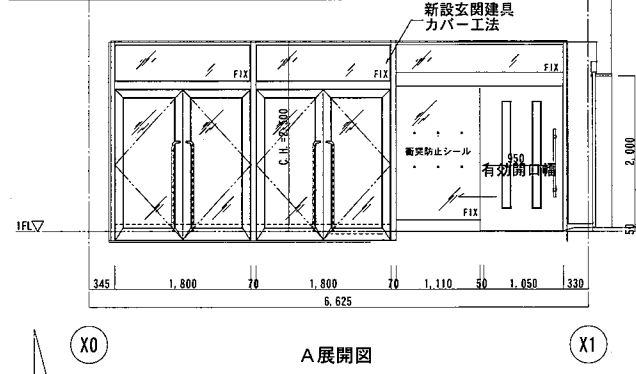 新設玄関建具
カバー工法
FIX
FIX
FIX
C.H.=2,500
衝突防止シール
950
有効開口幅
FIX
2,000
50
1FL
345
1,800
70
1,800
70
1,110
50
1,050
330
6,625
X0
A展開図
X1